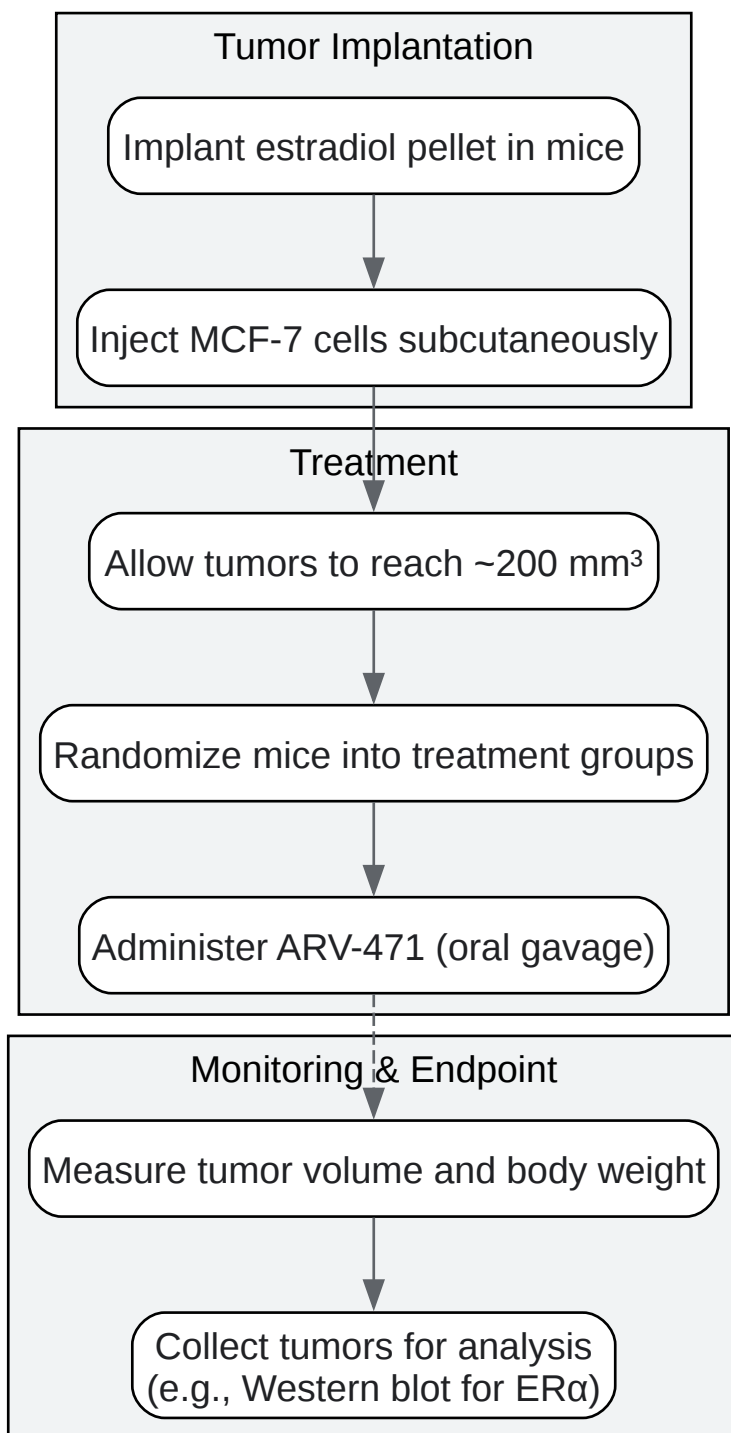 Tumor Implantation
Implant estradiol pellet in mice
Inject MCF-7 cells subcutaneously
Treatment
Allow tumors to reach ~200 mm³
Randomize mice into treatment groups
Administer ARV-471 (oral gavage)
Monitoring & Endpoint
Measure tumor volume and body weight
Collect tumors for analysis
(e.g., Western blot for ERα)